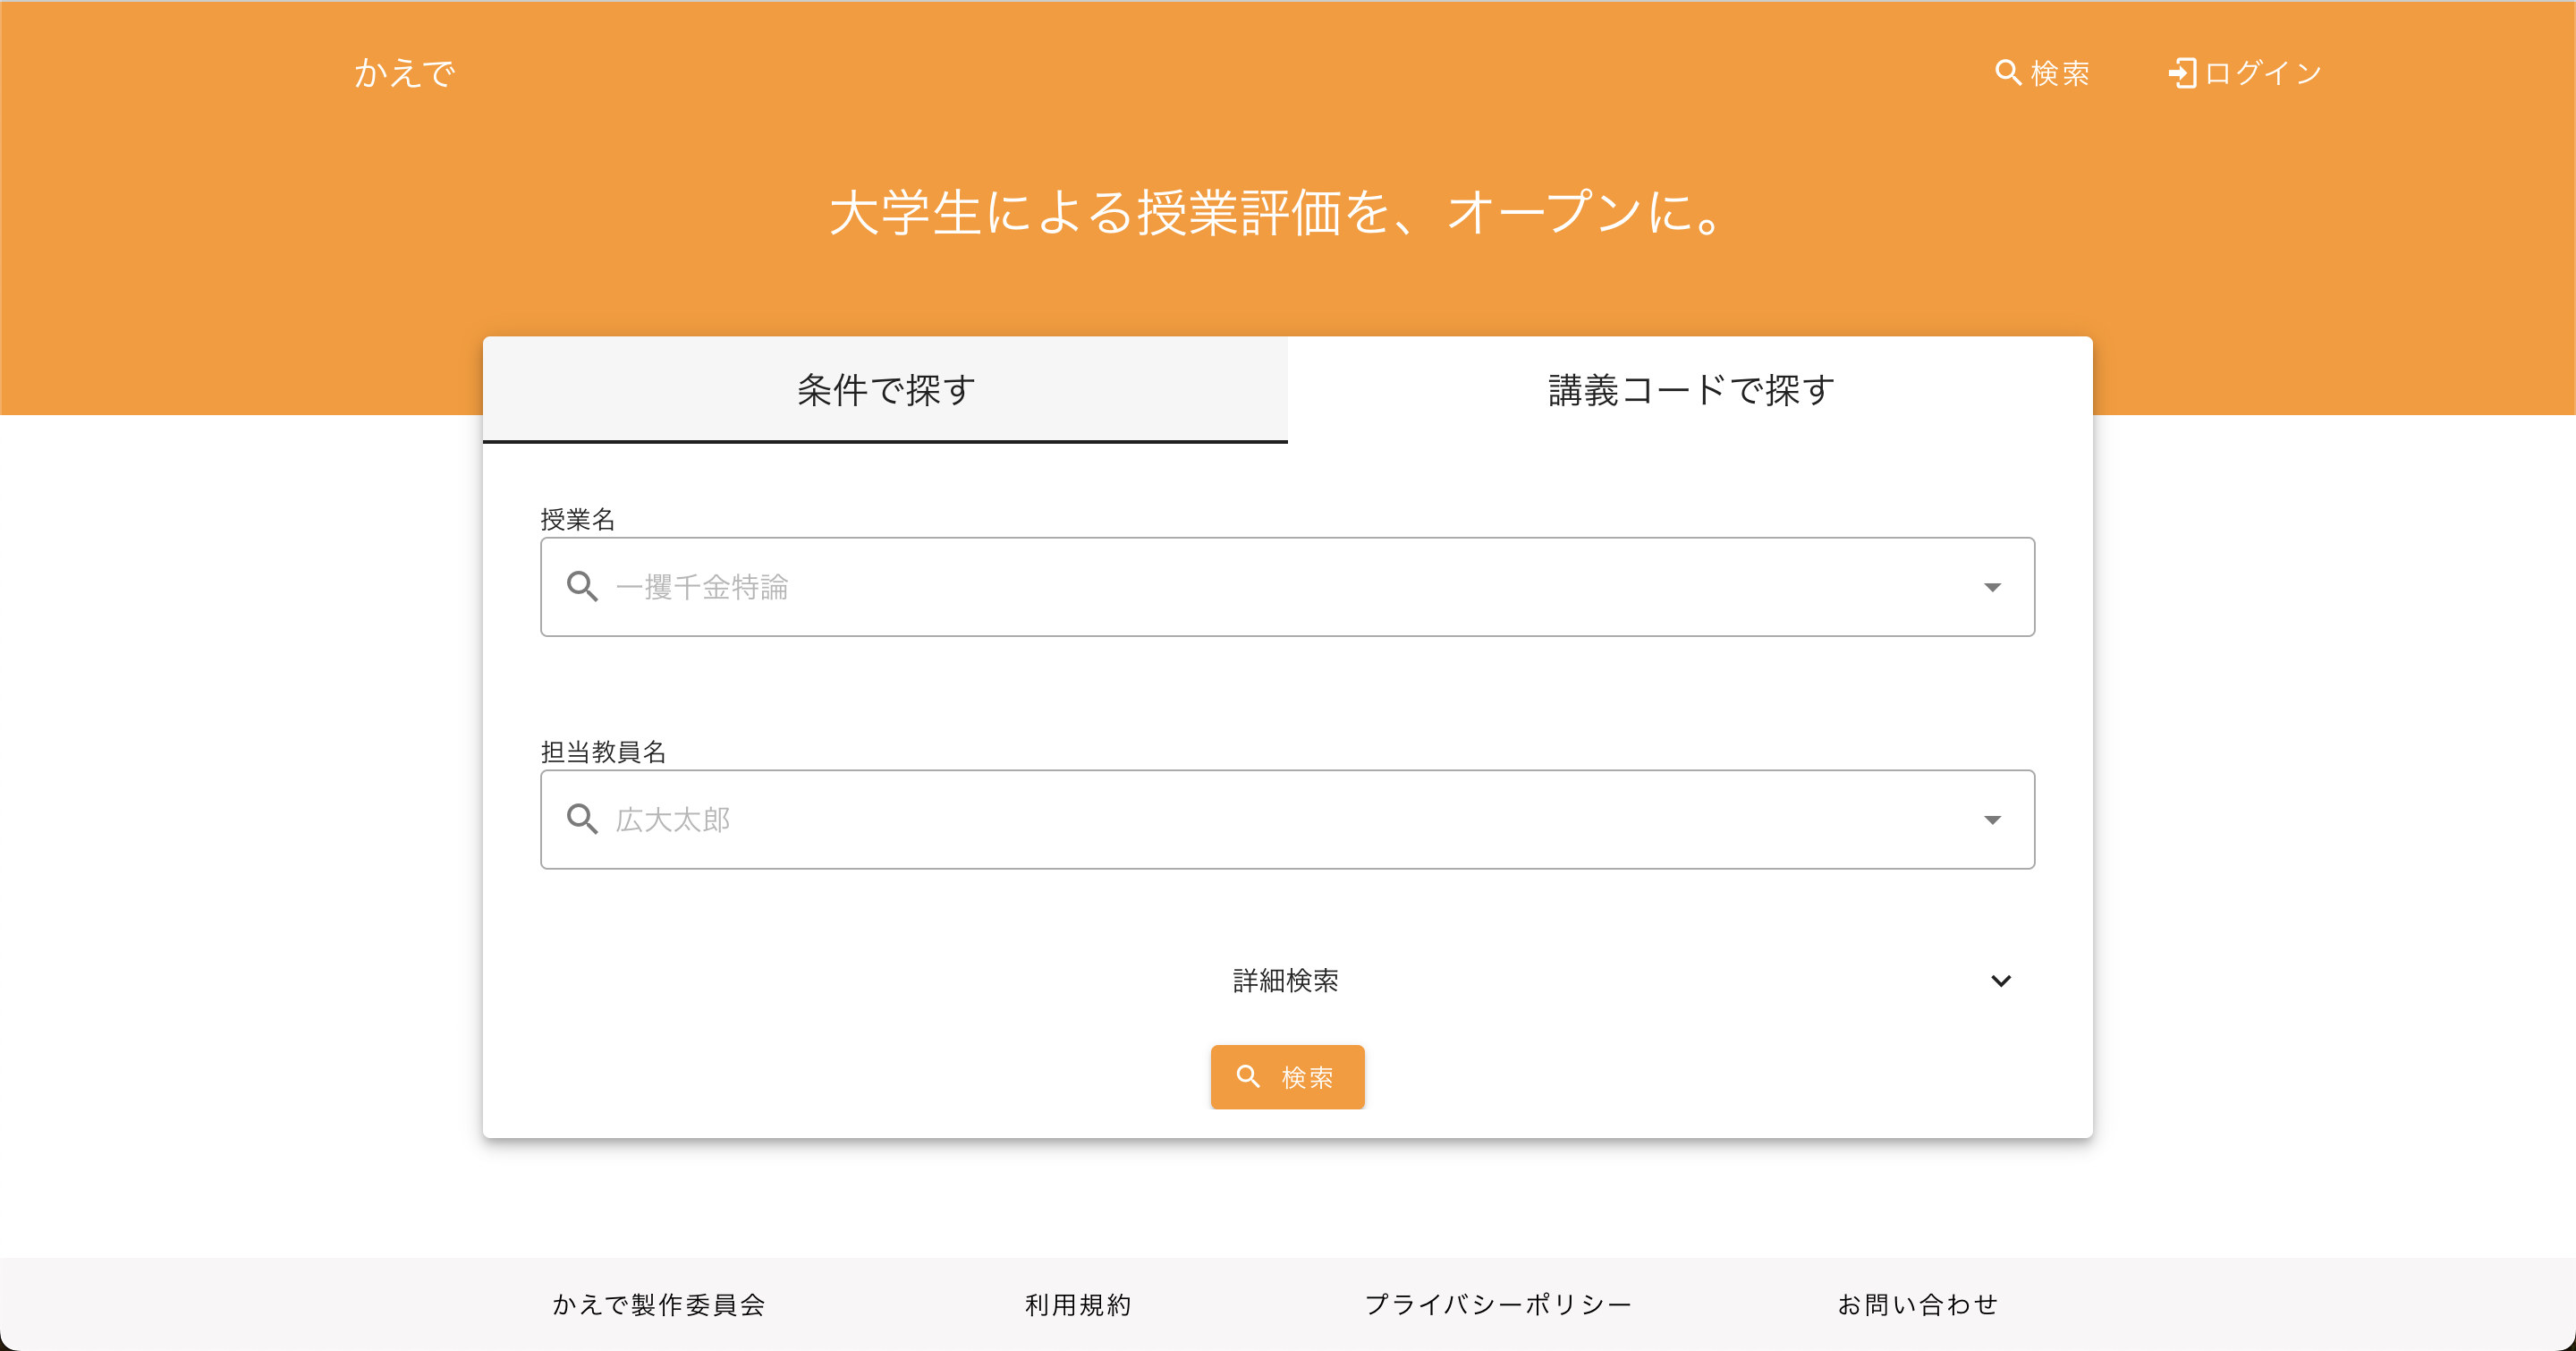 かえで
検索
ログイン
大学生による授業評価を、オープンに。
条件で探す
講義コードで探す
授業名
一攫千金特論
担当教員名
広大太郎
詳細検索
検索
かえで製作委員会
利用規約
プライバシーポリシー
お問い合わせ